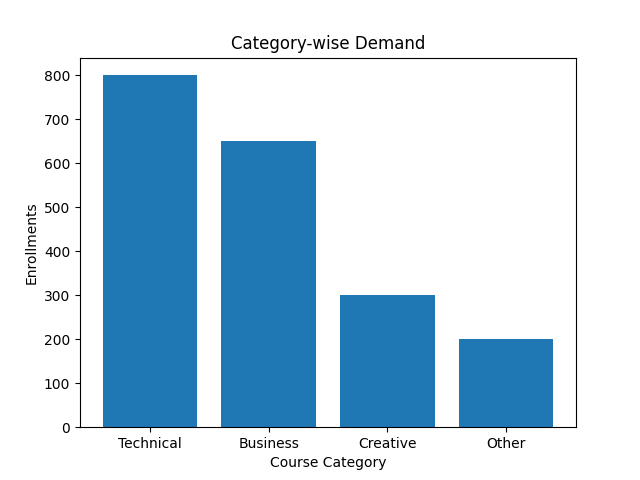 Category-wise Demand
800
700
600
500
400
300
200
100
0
Enrollments
Technical Business Creative Other
Course Category